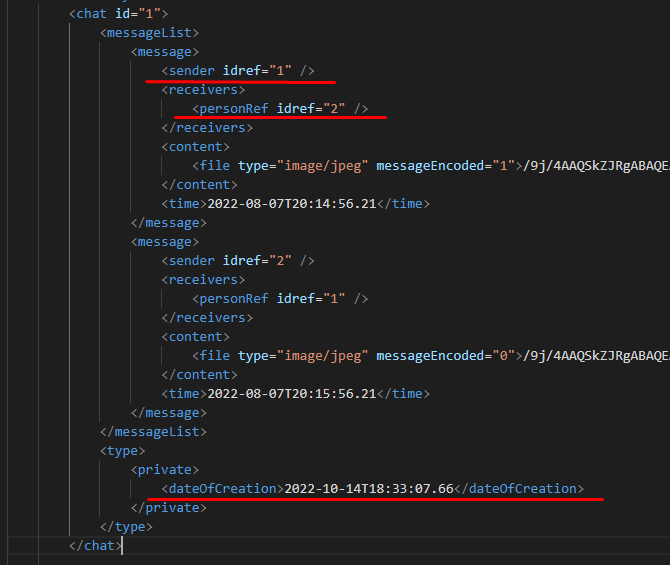 <chat id="1">
<messageList>
<message>
<sender idref="1" />
<receivers>
<personRef idref="2" />
</receivers>
<content>
<file type="image/jpeg" messageEncoded="1">/9j/4AAQSkZJRgABAQEA
</content>
<time>2022-08-07T20:14:56.21</time>
</message>
<message>
<sender idref="2" />
<receivers>
<personRef idref="1" />
</receivers>
<content>
<file type="image/jpeg" messageEncoded="0">/9j/4AAQSkZJRgABAQEA
</content>
<time>2022-08-07T20:15:56.21</time>
</message>
</messageList>
<type>
<private>
<dateOfCreation>2022-10-14T18:33:07.66</dateOfCreation>
</private>
</type>
</chat>